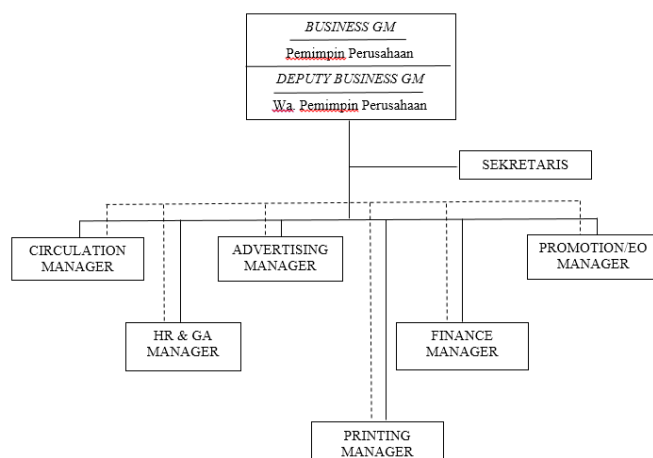 BUSINESS GM
Pemimpin Perusahaan
DEPUTY BUSINESS GM
Wa. Pemimpin Perusahaan
SEKRETARIS
CIRCULATION
MANAGER
ADVERTISING
MANAGER
PROMOTION/EO
MANAGER
HR & GA
MANAGER
FINANCE
MANAGER
PRINTING
MANAGER